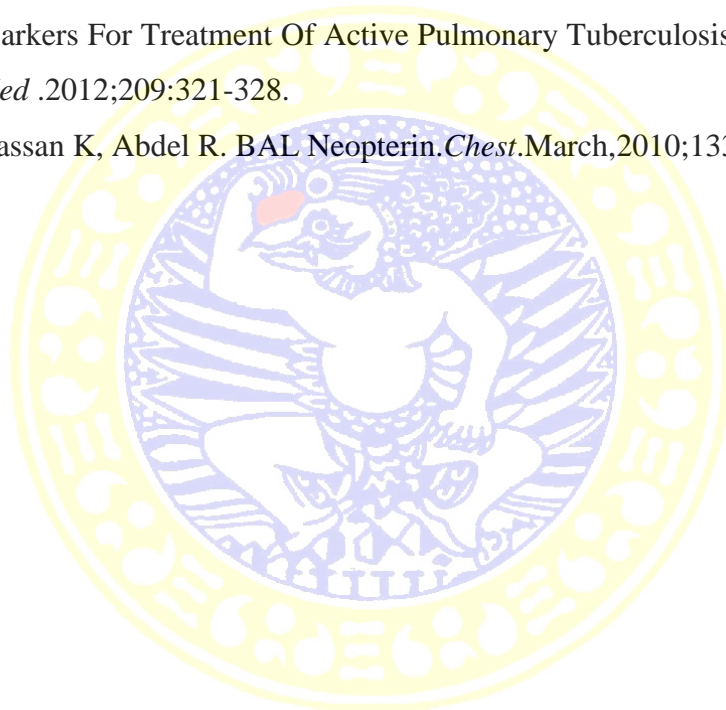 arkers For Treatment Of Active Pulmonary Tuberculosis
ed .2012;209:321-328.
assan K, Abdel R. BAL Neopterin.Chest.March,2010;133